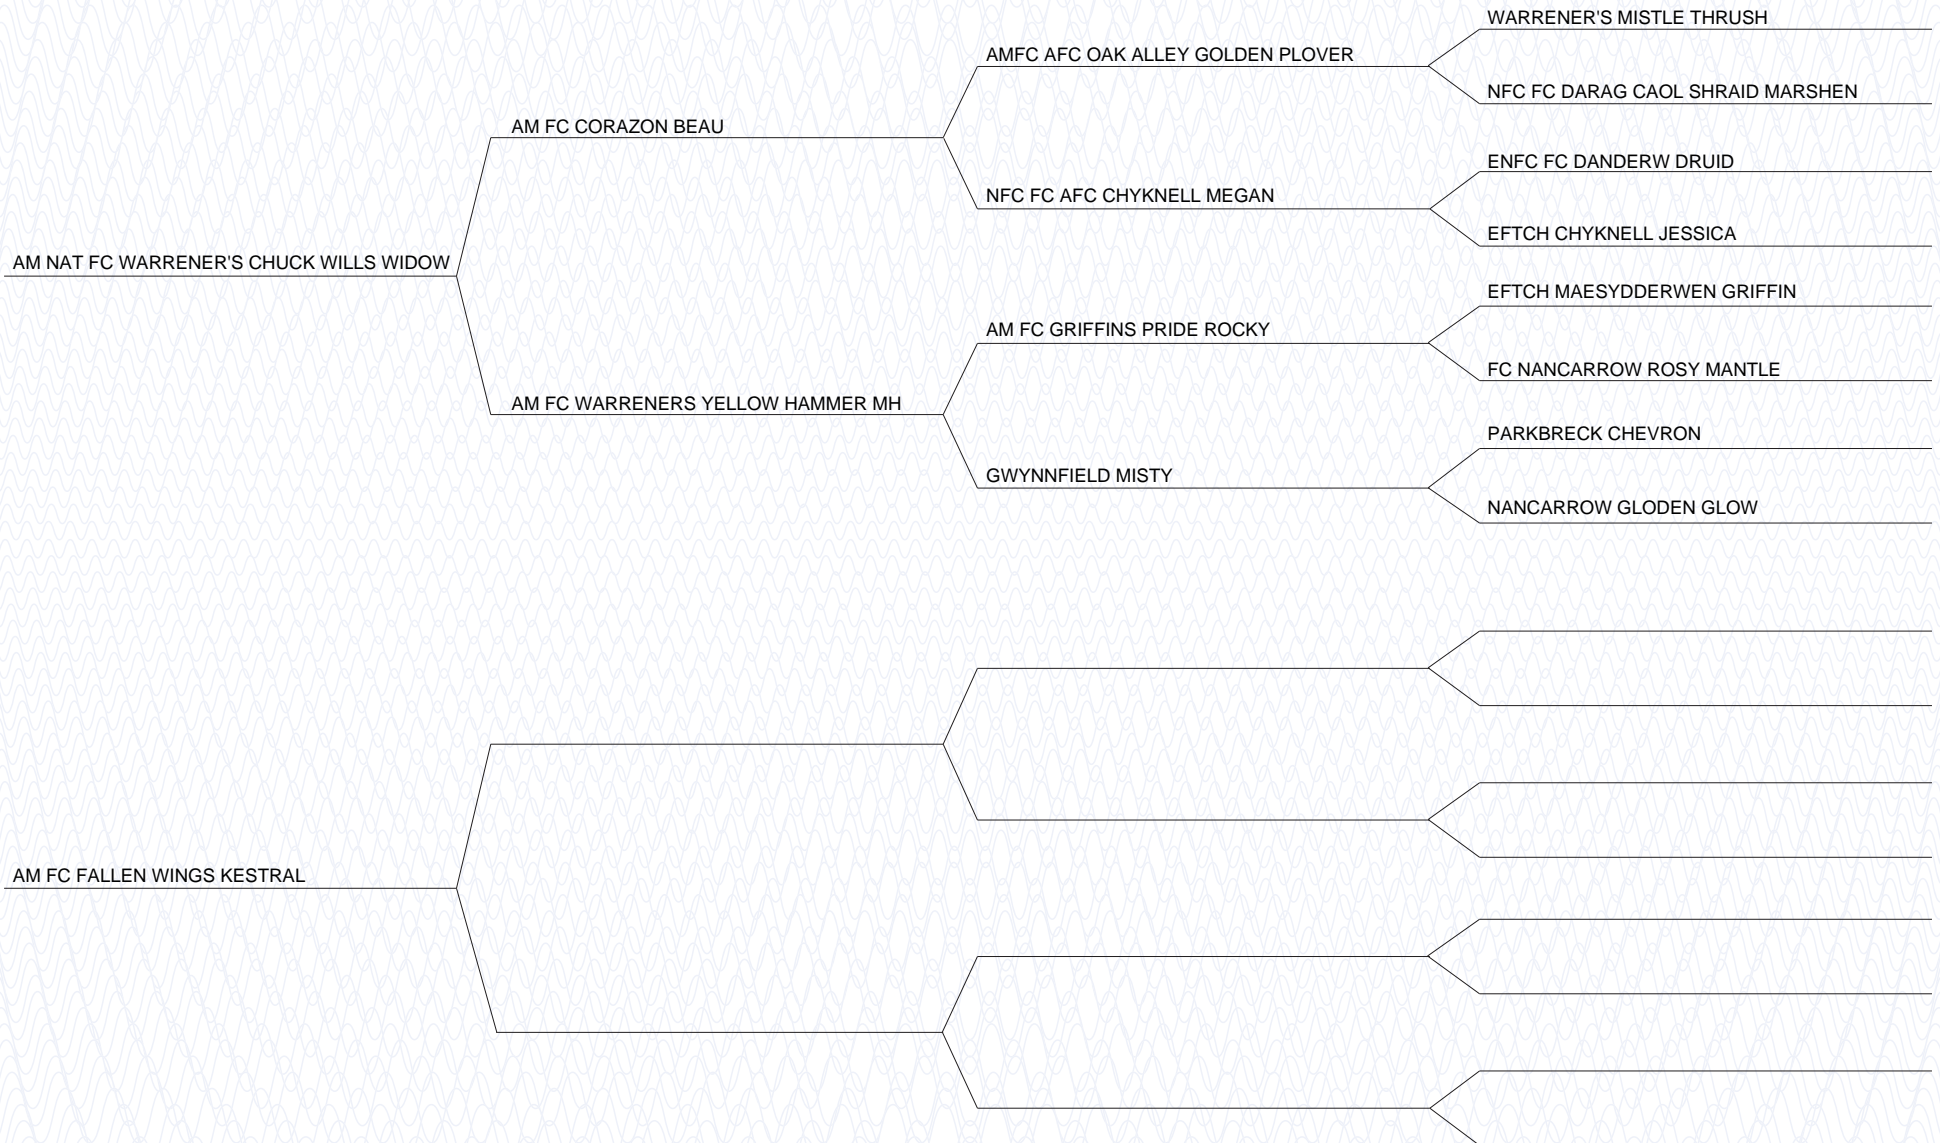 WARRENER'S MISTLE THRUSH
AMFC AFC OAK ALLEY GOLDEN PLOVER
NFC FC DARAG CAOL SHRAID MARSHEN
AM FC CORAZON BEAU
ENFC FC DANDERW DRUID
NFC FC AFC CHYKNELL MEGAN
EFTCH CHYKNELL JESSICA
AM NAT FC WARRENER'S CHUCK WILLS WIDOW
EFTCH MAESYDDERWEN GRIFFIN
AM FC GRIFFINS PRIDE ROCKY
FC NANCARROW ROSY MANTLE
AM FC WARRENERS YELLOW HAMMER MH
PARKBRECK CHEVRON
GWYNNFIELD MISTY
NANCARROW GLODEN GLOW
AM FC FALLEN WINGS KESTRAL